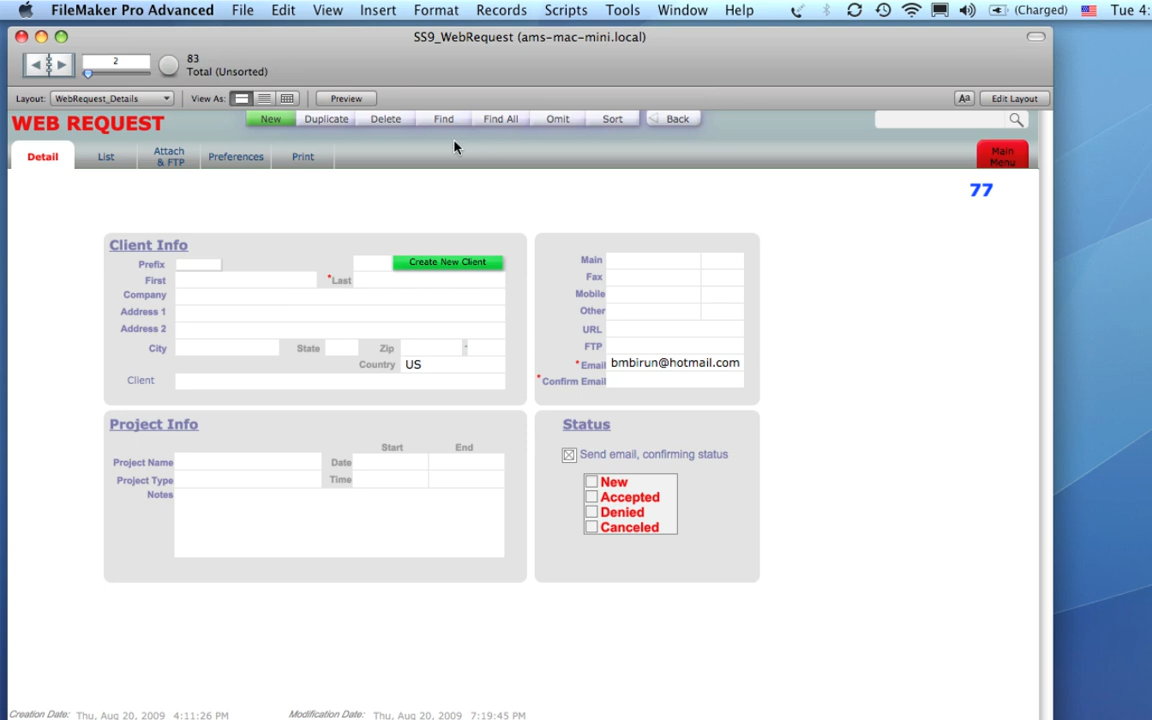 FileMaker Pro Advanced File Edit View Insert Format Records Scripts Tools Window Help (Charged) Tue 4:
SS9_WebRequest (ams-mac-mini.local)
2
83
Total (Unsorted)
Layout: WebRequest_Details View As: Preview Aa Edit Layout
WEB REQUEST New Duplicate Delete Find Find All Omit Sort Back
Detail List Attach & FTP Preferences Print Main Menu
77
Client Info
Prefix Create New Client
First *Last
Company
Address 1
Address 2
City State Zip -
Country US
Client
Main
Fax
Mobile
Other
URL
FTP
*Email bmbirun@hotmail.com
*Confirm Email
Project Info
Start End
Project Name Date
Project Type Time
Notes
Status
Send email, confirming status
New
Accepted
Denied
Canceled
Creation Date: Thu, Aug 20, 2009 4:11:26 PM Modification Date: Thu, Aug 20, 2009 7:19:45 PM